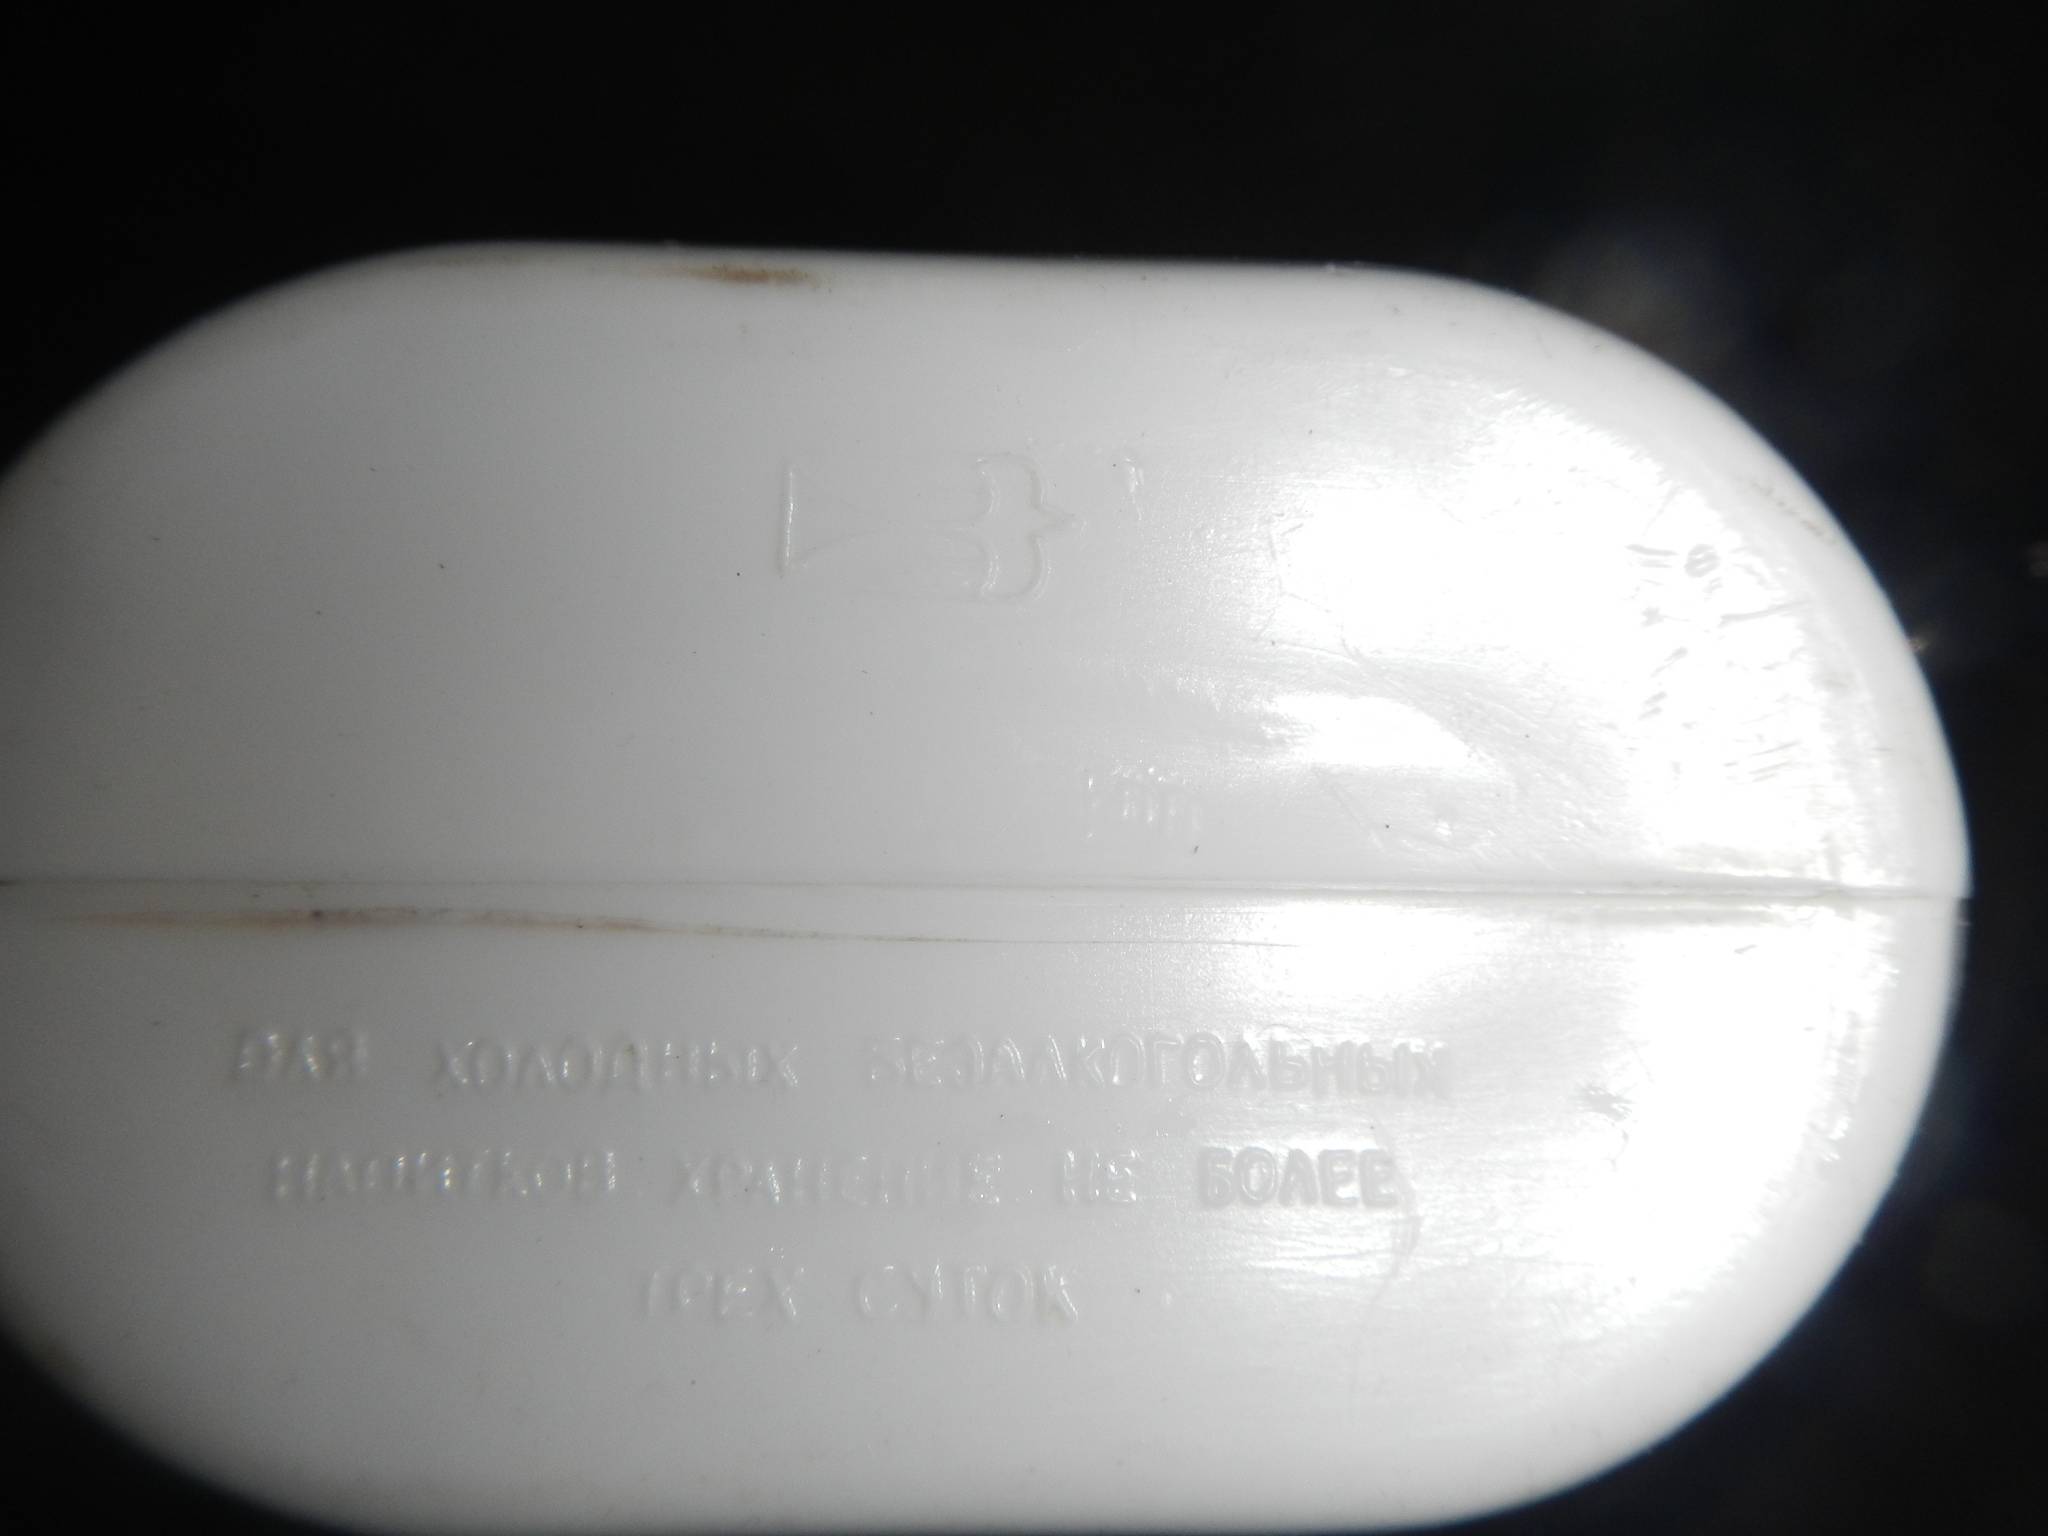 ДЛЯ ХОЛОДНЫХ БЕЗАЛКОГОЛЬНЫХ
НАПИТКОВ ХРАНЕНИЕ НЕ БОЛЕЕ
ТРЕХ СУТОК